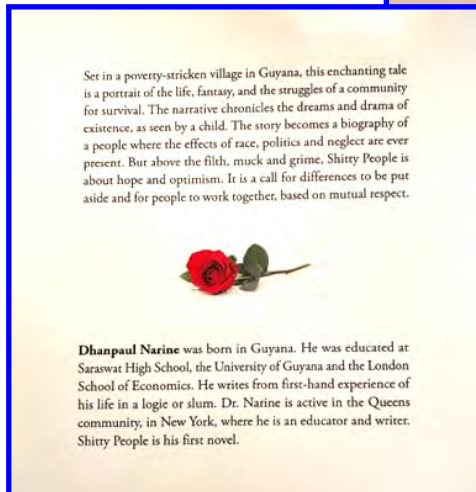 Set in a poverty-stricken village in Guyana, this enchanting tale
is a portrait of the life, fantasy, and the struggles of a community
for survival. The narrative chronicles the dreams and drama of
existence, as seen by a child. The story becomes a biography of
a people where the effects of race, politics and neglect are ever
present. But above the filth, muck and grime, Shitty People is
about hope and optimism. It is a call for differences to be put
aside and for people to work together, based on mutual respect.
Dhanpaul Narine was born in Guyana. He was educated at
Saraswat High School, the University of Guyana and the London
School of Economics. He writes from first-hand experience of
his life in a logie or slum. Dr. Narine is active in the Queens
community, in New York, where he is an educator and writer.
Shitty People is his first novel.